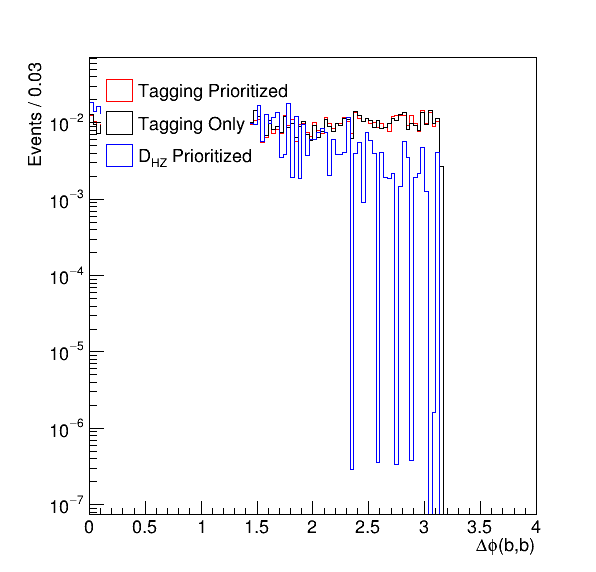 Events / 0.03
Tagging Prioritized
Tagging Only
D_HZ Prioritized
10^−2
10^−3
10^−4
10^−5
10^−6
10^−7
0 0.5 1 1.5 2 2.5 3 3.5 4
Δϕ(b,b)